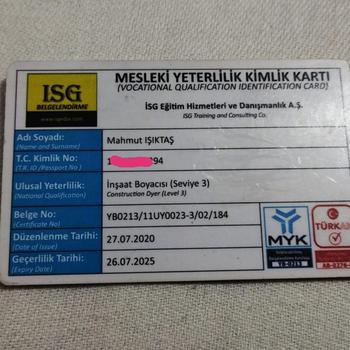 ISG
BELGELENDİRME
MESLEKİ YETERLİLİK KİMLİK KARTI
(VOCATIONAL QUALIFICATION IDENTIFICATION CARD)
İSG Eğitim Hizmetleri ve Danışmanlık A.Ş.
ISG Training and Consulting Co.
Adı Soyadı: Mahmut IŞIKTAŞ
(Name and Surname)
T.C. Kimlik No: 1 94
(T.R. ID /Passport No)
Ulusal Yeterlilik: İnşaat Boyacısı (Seviye 3)
(National Qualification) Construction Dyer (Level 3)
Belge No: YB0213/11UY0023-3/02/184
(Certificate No)
Düzenlenme Tarihi: 27.07.2020
(Date of Issue)
Geçerlilik Tarihi: 26.07.2025
(Expiry Date)
MYK
YB-0213
TÜRKAK